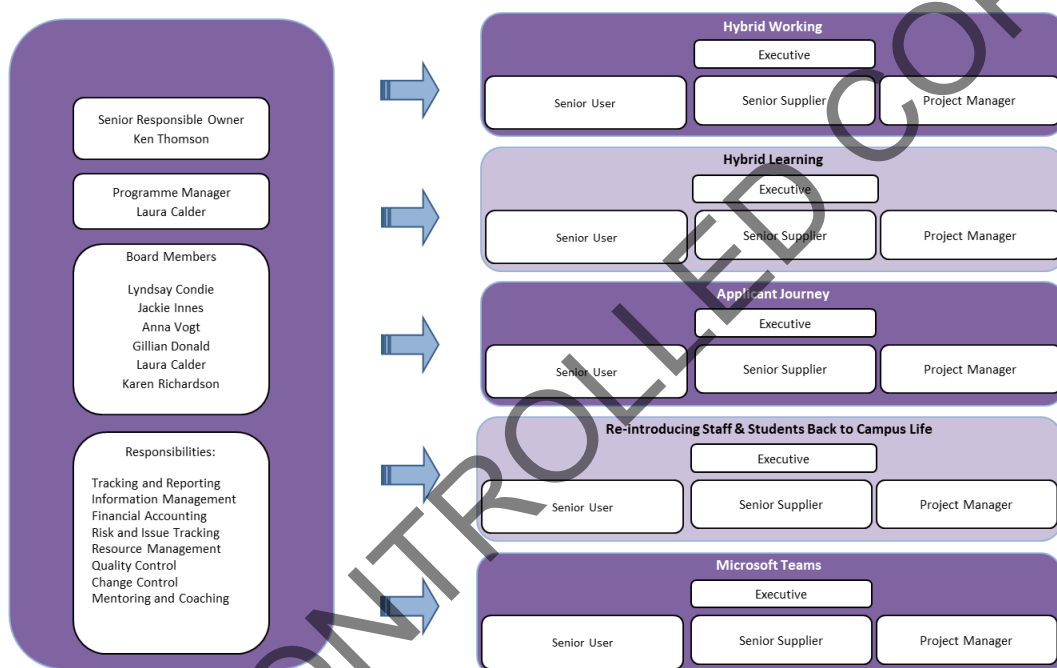 Senior Responsible Owner
Ken Thomson
Programme Manager
Laura Calder
Board Members
Lyndsay Condie
Jackie Innes
Anna Vogt
Gillian Donald
Laura Calder
Karen Richardson
Responsibilities:
Tracking and Reporting
Information Management
Financial Accounting
Risk and Issue Tracking
Resource Management
Quality Control
Change Control
Mentoring and Coaching
Hybrid Working
Executive
Senior User
Senior Supplier
Project Manager
Hybrid Learning
Executive
Senior User
Senior Supplier
Project Manager
Applicant Journey
Executive
Senior User
Senior Supplier
Project Manager
Re-introducing Staff & Students Back to Campus Life
Executive
Senior User
Senior Supplier
Project Manager
Microsoft Teams
Executive
Senior User
Senior Supplier
Project Manager